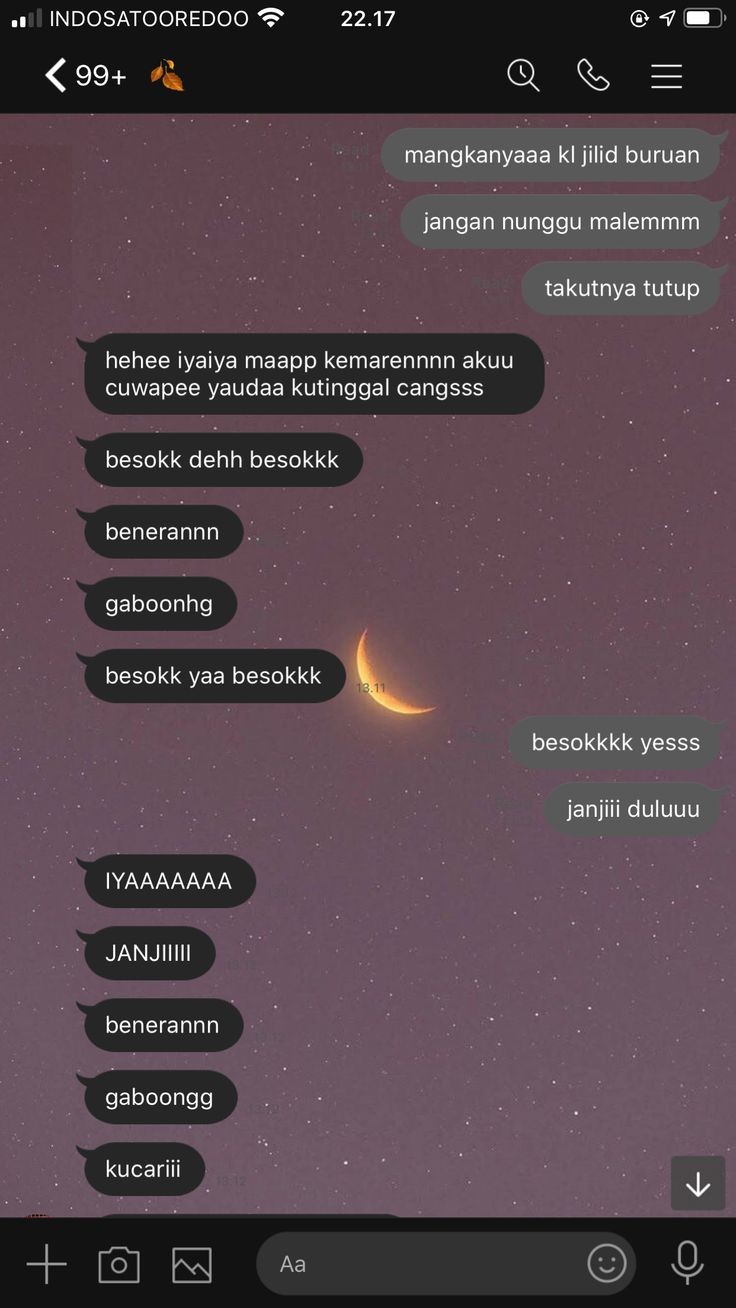 INDOSATOOREDOO 22.17
99+
mangkanyaaa kl jilid buruan
jangan nunggu malemmm
takutnya tutup
hehee iyaiya maapp kemarennnn akuu
cuwapee yaudaa kutinggal cangsss
besokk dehh besokkk
benerannn
gaboonhg
besokk yaa besokkk
13.11
besokkkk yesss
janjiii duluuu
IYAAAAAAA
JANJIIIII
benerannn
gaboongg
kucariii
13.12
Aa